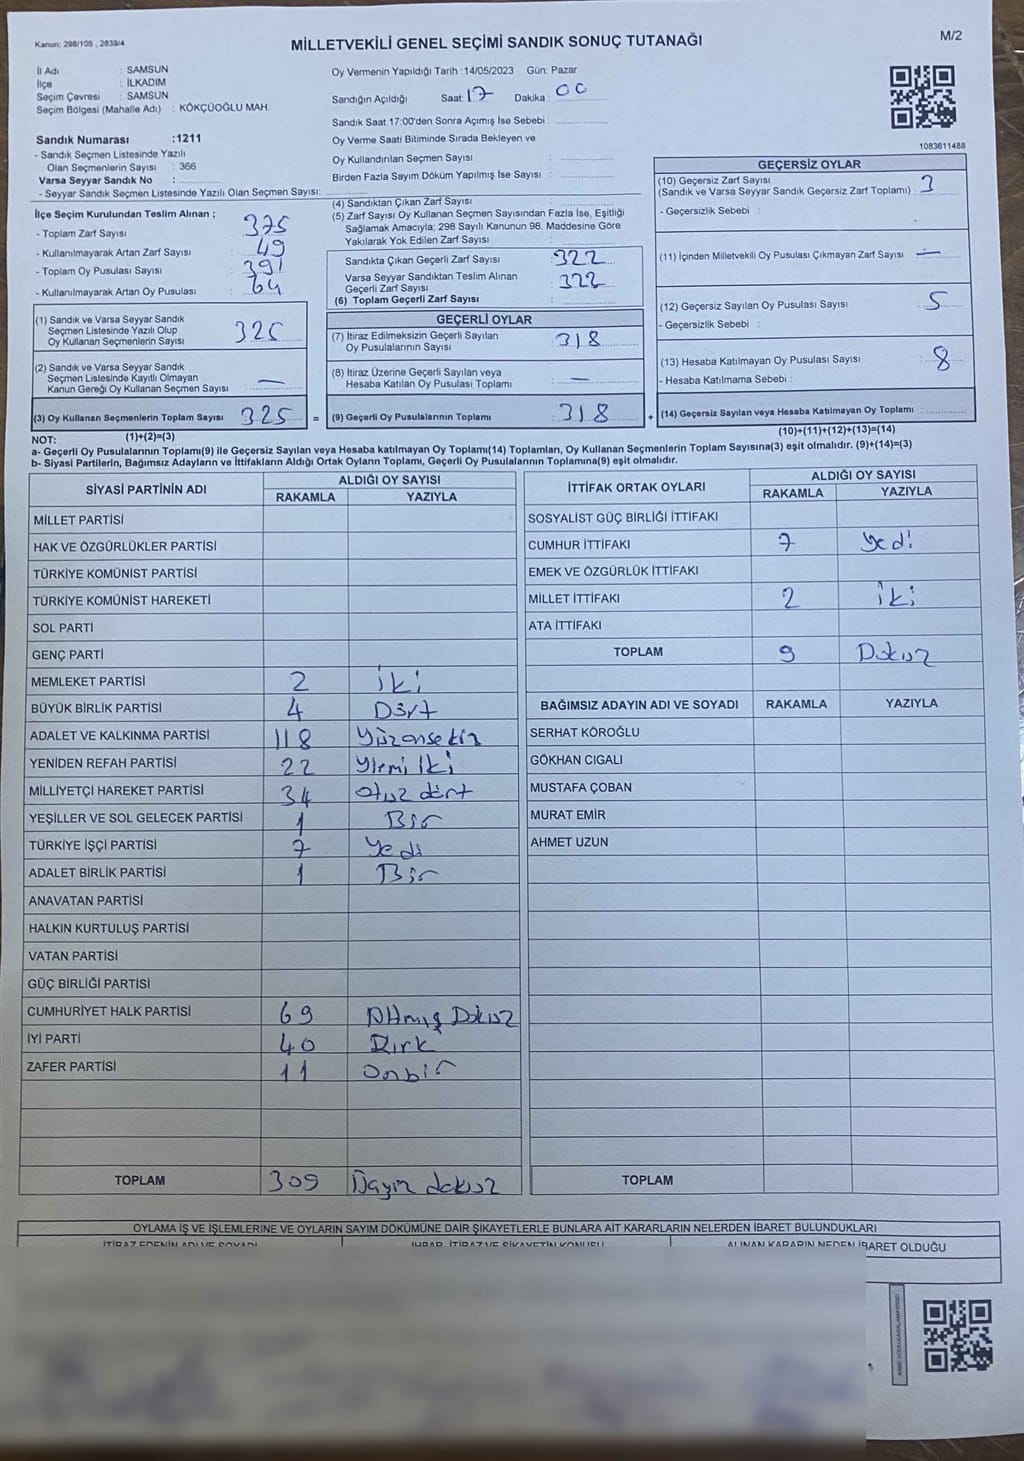 Kanun: 298/105 , 2839/4
MİLLETVEKİLİ GENEL SEÇİMİ SANDIK SONUÇ TUTANAĞI
M/2
İl Adı : SAMSUN
İlçe : İLKADIM
Seçim Çevresi : SAMSUN
Seçim Bölgesi (Mahalle Adı) : KÖKÇÜOĞLU MAH.
Sandık Numarası :1211
- Sandık Seçmen Listesinde Yazılı
Olan Seçmenlerin Sayısı : 366
Varsa Seyyar Sandık No :
- Seyyar Sandık Seçmen Listesinde Yazılı Olan Seçmen Sayısı:
Oy Vermenin Yapıldığı Tarih :14/05/2023 Gün: Pazar
Sandığın Açıldığı Saat: 17 Dakika : 00
Sandık Saat 17:00'den Sonra Açımış İse Sebebi :
Oy Verme Saati Bitiminde Sırada Bekleyen ve
Oy Kullandırılan Seçmen Sayısı :
Birden Fazla Sayım Döküm Yapılmış İse Sayısı :
1083611488
İlçe Seçim Kurulundan Teslim Alınan ;
- Toplam Zarf Sayısı : 375
- Kullanılmayarak Artan Zarf Sayısı : 49
- Toplam Oy Pusulası Sayısı : 391
- Kullanılmayarak Artan Oy Pusulası : 64
(4) Sandıktan Çıkan Zarf Sayısı :
(5) Zarf Sayısı Oy Kullanan Seçmen Sayısından Fazla İse, Eşitliği
Sağlamak Amacıyla; 298 Sayılı Kanunun 98. Maddesine Göre
Yakılarak Yok Edilen Zarf Sayısı :
Sandıkta Çıkan Geçerli Zarf Sayısı : 322
Varsa Seyyar Sandıktan Teslim Alınan
Geçerli Zarf Sayısı : 322
(6) Toplam Geçerli Zarf Sayısı :
GEÇERSİZ OYLAR
(10) Geçersiz Zarf Sayısı
(Sandık ve Varsa Seyyar Sandık Geçersiz Zarf Toplamı) : 3
- Geçersizlik Sebebi :
(11) İçinden Milletvekili Oy Pusulası Çıkmayan Zarf Sayısı : —
(12) Geçersiz Sayılan Oy Pusulası Sayısı : 5
- Geçersizlik Sebebi :
(13) Hesaba Katılmayan Oy Pusulası Sayısı : 8
- Hesaba Katılmama Sebebi :
(14) Geçersiz Sayılan veya Hesaba Katılmayan Oy Toplamı :
(10)+(11)+(12)+(13)=(14)
(1) Sandık ve Varsa Seyyar Sandık
Seçmen Listesinde Yazılı Olup
Oy Kullanan Seçmenlerin Sayısı : 325
(2) Sandık ve Varsa Seyyar Sandık
Seçmen Listesinde Kayıtlı Olmayan
Kanun Gereği Oy Kullanan Seçmen Sayısı : —
(3) Oy Kullanan Seçmenlerin Toplam Sayısı : 325 =
(1)+(2)=(3)
GEÇERLİ OYLAR
(7) İtiraz Edilmeksizin Geçerli Sayılan
Oy Pusulalarının Sayısı : 318
(8) İtiraz Üzerine Geçerli Sayılan veya
Hesaba Katılan Oy Pusulası Toplamı : —
(9) Geçerli Oy Pusulalarının Toplamı : 318 +
NOT:
a- Geçerli Oy Pusulalarının Toplamı(9) ile Geçersiz Sayılan veya Hesaba katılmayan Oy Toplamı(14) Toplamları, Oy Kullanan Seçmenlerin Toplam Sayısına(3) eşit olmalıdır. (9)+(14)=(3)
b- Siyasi Partilerin, Bağımsız Adayların ve İttifakların Aldığı Ortak Oyların Toplamı, Geçerli Oy Pusulalarının Toplamına(9) eşit olmalıdır.
SİYASİ PARTİNİN ADI ALDIĞI OY SAYISI
RAKAMLA YAZIYLA
MİLLET PARTİSİ
HAK VE ÖZGÜRLÜKLER PARTİSİ
TÜRKİYE KOMÜNİST PARTİSİ
TÜRKİYE KOMÜNİST HAREKETİ
SOL PARTİ
GENÇ PARTİ
MEMLEKET PARTİSİ 2 İki
BÜYÜK BİRLİK PARTİSİ 4 Dört
ADALET VE KALKINMA PARTİSİ 118 Yüzonsekiz
YENİDEN REFAH PARTİSİ 22 Yirmi İki
MİLLİYETÇİ HAREKET PARTİSİ 34 Otuz dört
YEŞİLLER VE SOL GELECEK PARTİSİ 1 Bir
TÜRKİYE İŞÇİ PARTİSİ 7 Yedi
ADALET BİRLİK PARTİSİ 1 Bir
ANAVATAN PARTİSİ
HALKIN KURTULUŞ PARTİSİ
VATAN PARTİSİ
GÜÇ BİRLİĞİ PARTİSİ
CUMHURİYET HALK PARTİSİ 69 Altmış Dokuz
İYİ PARTİ 40 Kırk
ZAFER PARTİSİ 11 Onbir
TOPLAM 309 Üçyüz dokuz
İTTİFAK ORTAK OYLARI ALDIĞI OY SAYISI
RAKAMLA YAZIYLA
SOSYALİST GÜÇ BİRLİĞİ İTTİFAKI
CUMHUR İTTİFAKI 7 Yedi
EMEK VE ÖZGÜRLÜK İTTİFAKI
MİLLET İTTİFAKI 2 İki
ATA İTTİFAKI
TOPLAM 9 Dokuz
BAĞIMSIZ ADAYIN ADI VE SOYADI RAKAMLA YAZIYLA
SERHAT KÖROĞLU
GÖKHAN CIGALI
MUSTAFA ÇOBAN
MURAT EMİR
AHMET UZUN
TOPLAM
OYLAMA İŞ VE İŞLEMLERİNE VE OYLARIN SAYIM DÖKÜMÜNE DAİR ŞİKAYETLERLE BUNLARA AİT KARARLARIN NELERDEN İBARET BULUNDUKLARI
İTİRAZ EDENİN ADI VE SOYADI İHBAR, İTİRAZ VE ŞİKAYETİN KONUSU ALINAN KARARIN NEDEN İBARET OLDUĞU